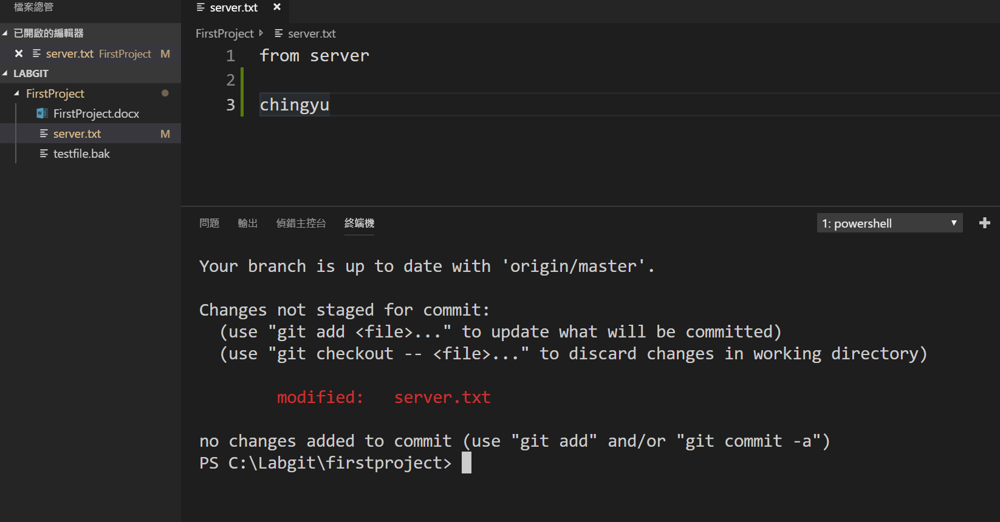 檔案總管
已開啟的編輯器
server.txt FirstProject M
LABGIT
FirstProject
FirstProject.docx
server.txt M
testfile.bak
server.txt
FirstProject server.txt
1 from server
2
3 chingyu
問題 輸出 偵錯主控台 終端機 1: powershell
Your branch is up to date with 'origin/master'.
Changes not staged for commit:
(use "git add <file>..." to update what will be committed)
(use "git checkout -- <file>..." to discard changes in working directory)
modified: server.txt
no changes added to commit (use "git add" and/or "git commit -a")
PS C:\Labgit\firstproject>